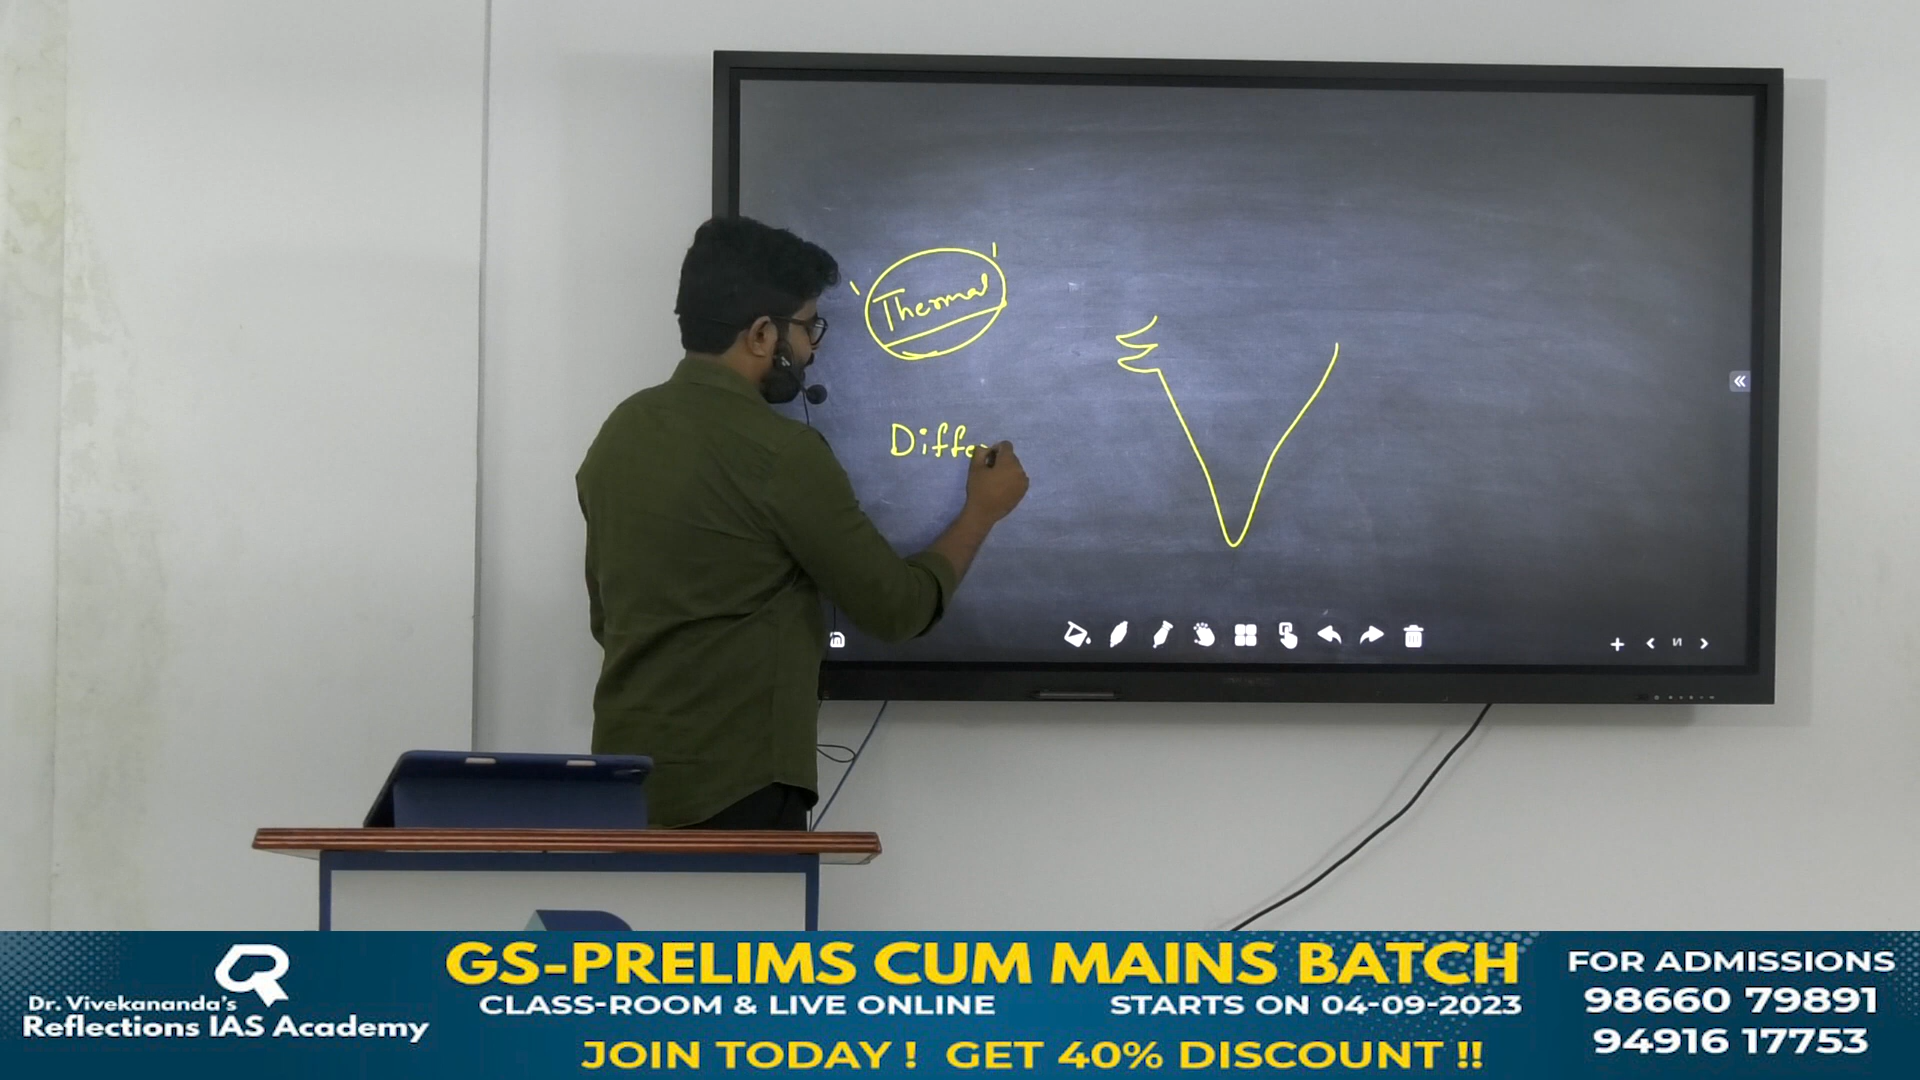 Thermal
Diffe
GS-PRELIMS CUM MAINS BATCH
CLASS-ROOM & LIVE ONLINE STARTS ON 04-09-2023
JOIN TODAY ! GET 40% DISCOUNT !!
Dr. Vivekananda's
Reflections IAS Academy
FOR ADMISSIONS
98660 79891
94916 17753